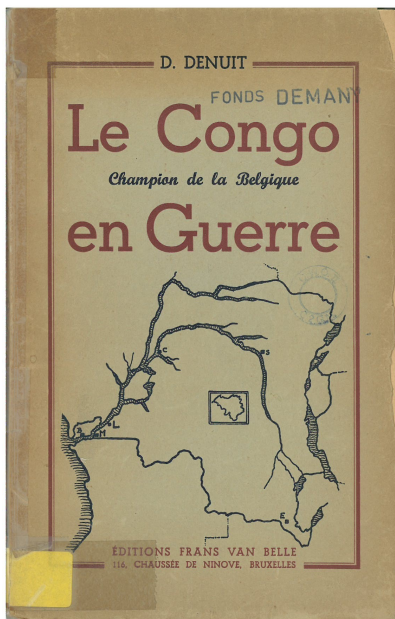 D. DENUIT
FONDS DEMANY
Le Congo
Champion de la Belgique
en Guerre
C
S
B
M
L
E
ÉDITIONS FRANS VAN BELLE
116, CHAUSSÉE DE NINOVE, BRUXELLES